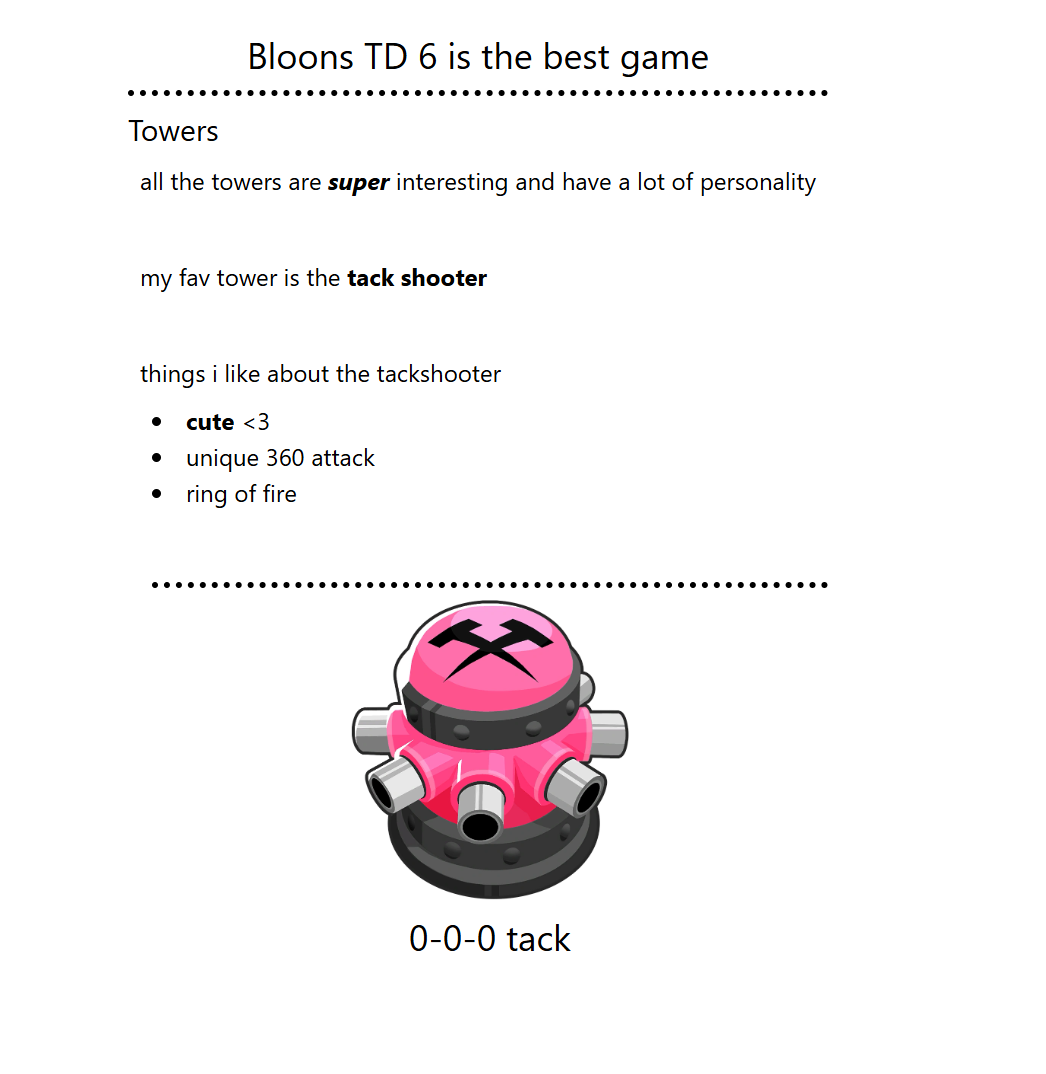 Bloons TD 6 is the best game
Towers
all the towers are super interesting and have a lot of personality
my fav tower is the tack shooter
things i like about the tackshooter
cute <3
unique 360 attack
ring of fire
0-0-0 tack